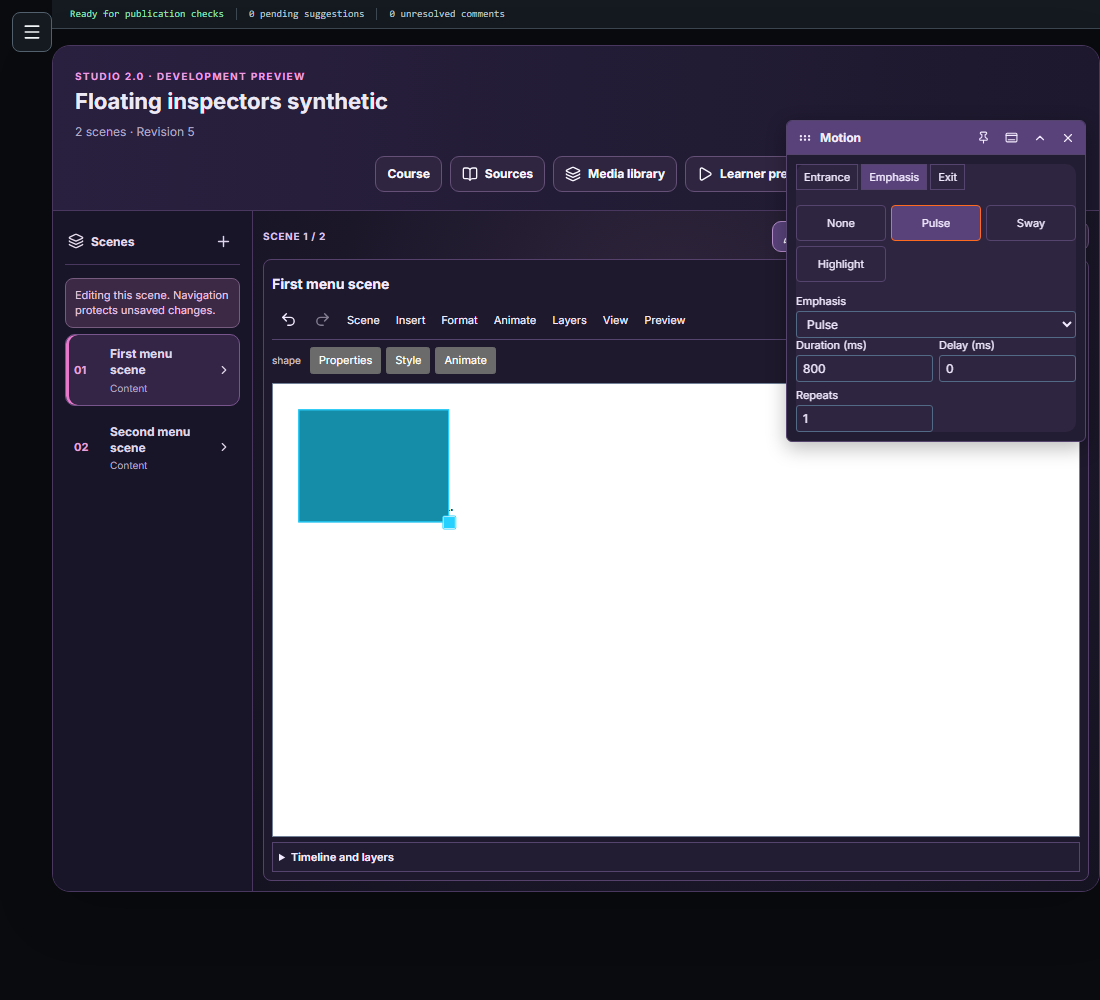 Ready for publication checks
0 pending suggestions
0 unresolved comments
STUDIO 2.0 · DEVELOPMENT PREVIEW
Floating inspectors synthetic
2 scenes · Revision 5
Course
Sources
Media library
Learner pre
Motion
Entrance
Emphasis
Exit
None
Pulse
Sway
Highlight
Emphasis
Pulse
Duration (ms)
Delay (ms)
800
0
Repeats
1
Scenes
Editing this scene. Navigation
protects unsaved changes.
01
First menu
scene
Content
02
Second menu
scene
Content
SCENE 1 / 2
First menu scene
Scene
Insert
Format
Animate
Layers
View
Preview
shape
Properties
Style
Animate
Timeline and layers